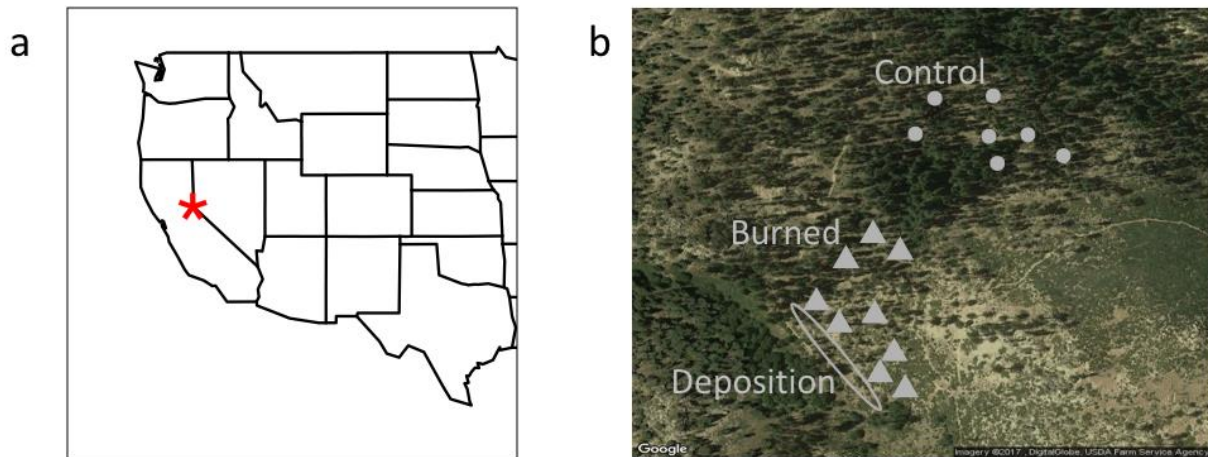 a
b
Control
Burned
Deposition
Google
Imagery ©2017 , DigitalGlobe, USDA Farm Service Agency